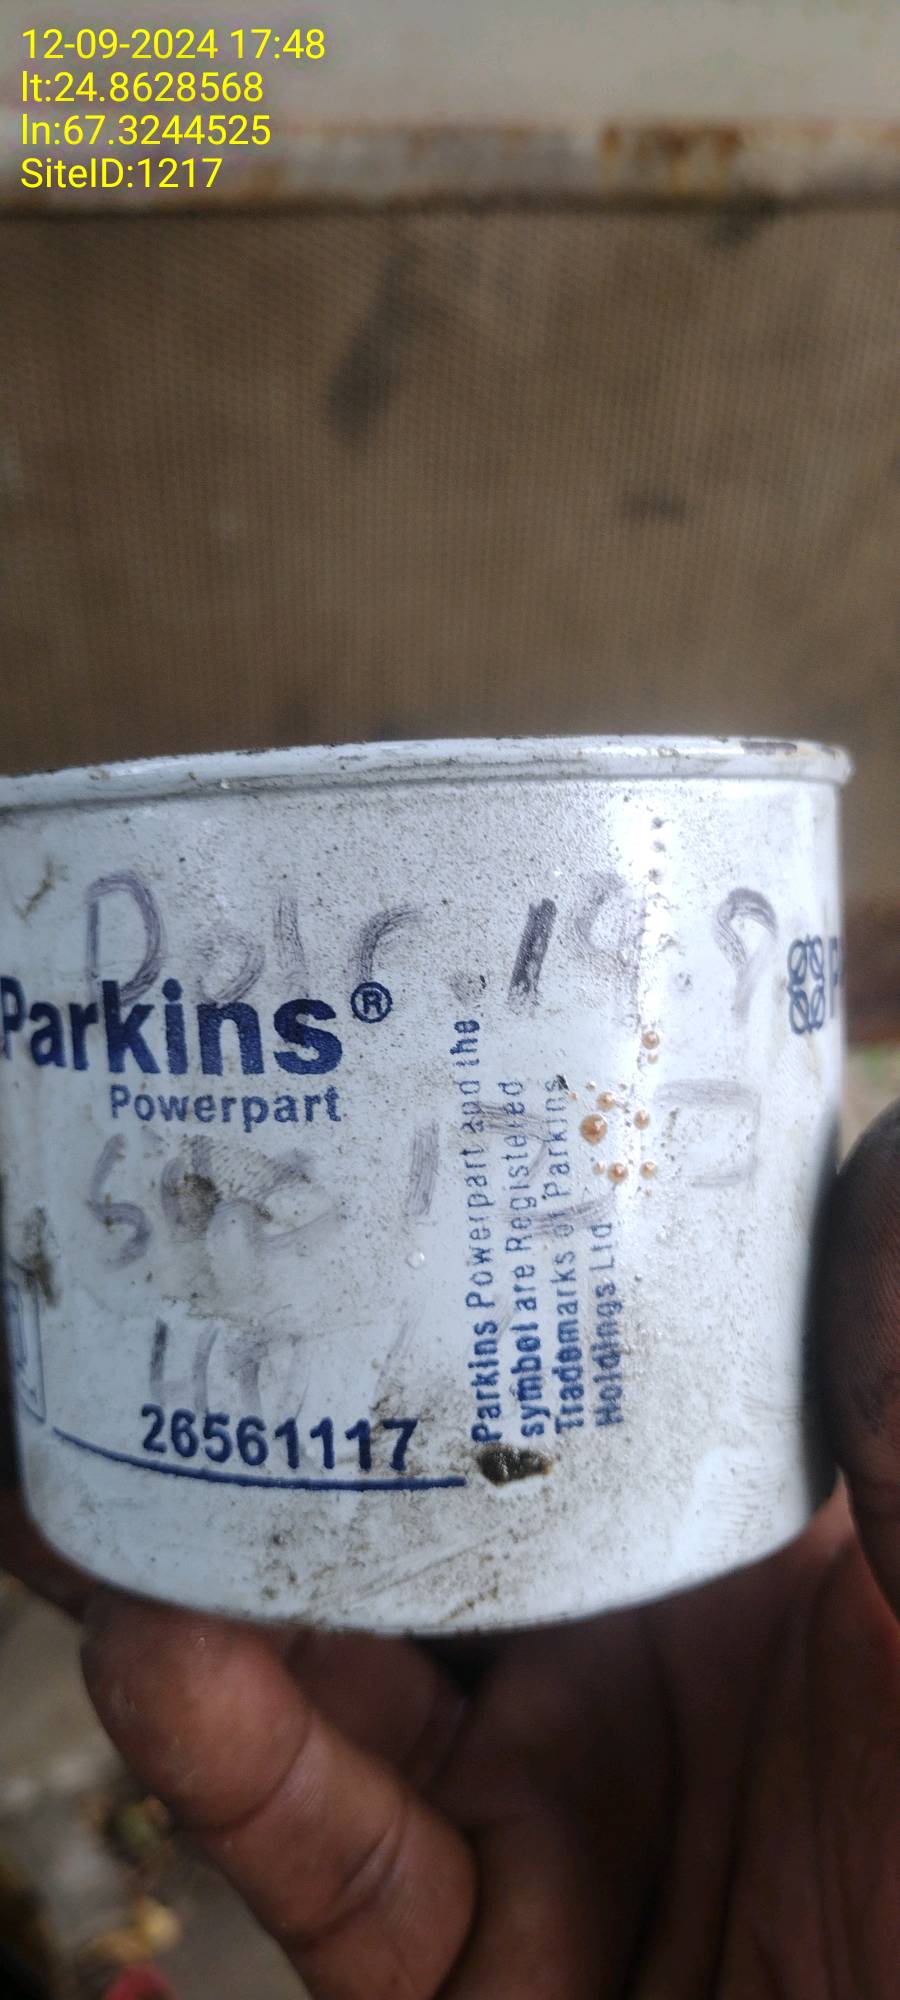 12-09-2024 17:48
lt:24.8628568
ln:67.3244525
SiteID:1217
Parkins®
Powerpart
Parkins Powerpart and the
symbol are Registered
Trademarks of Parkins
Holdings Ltd
26561117